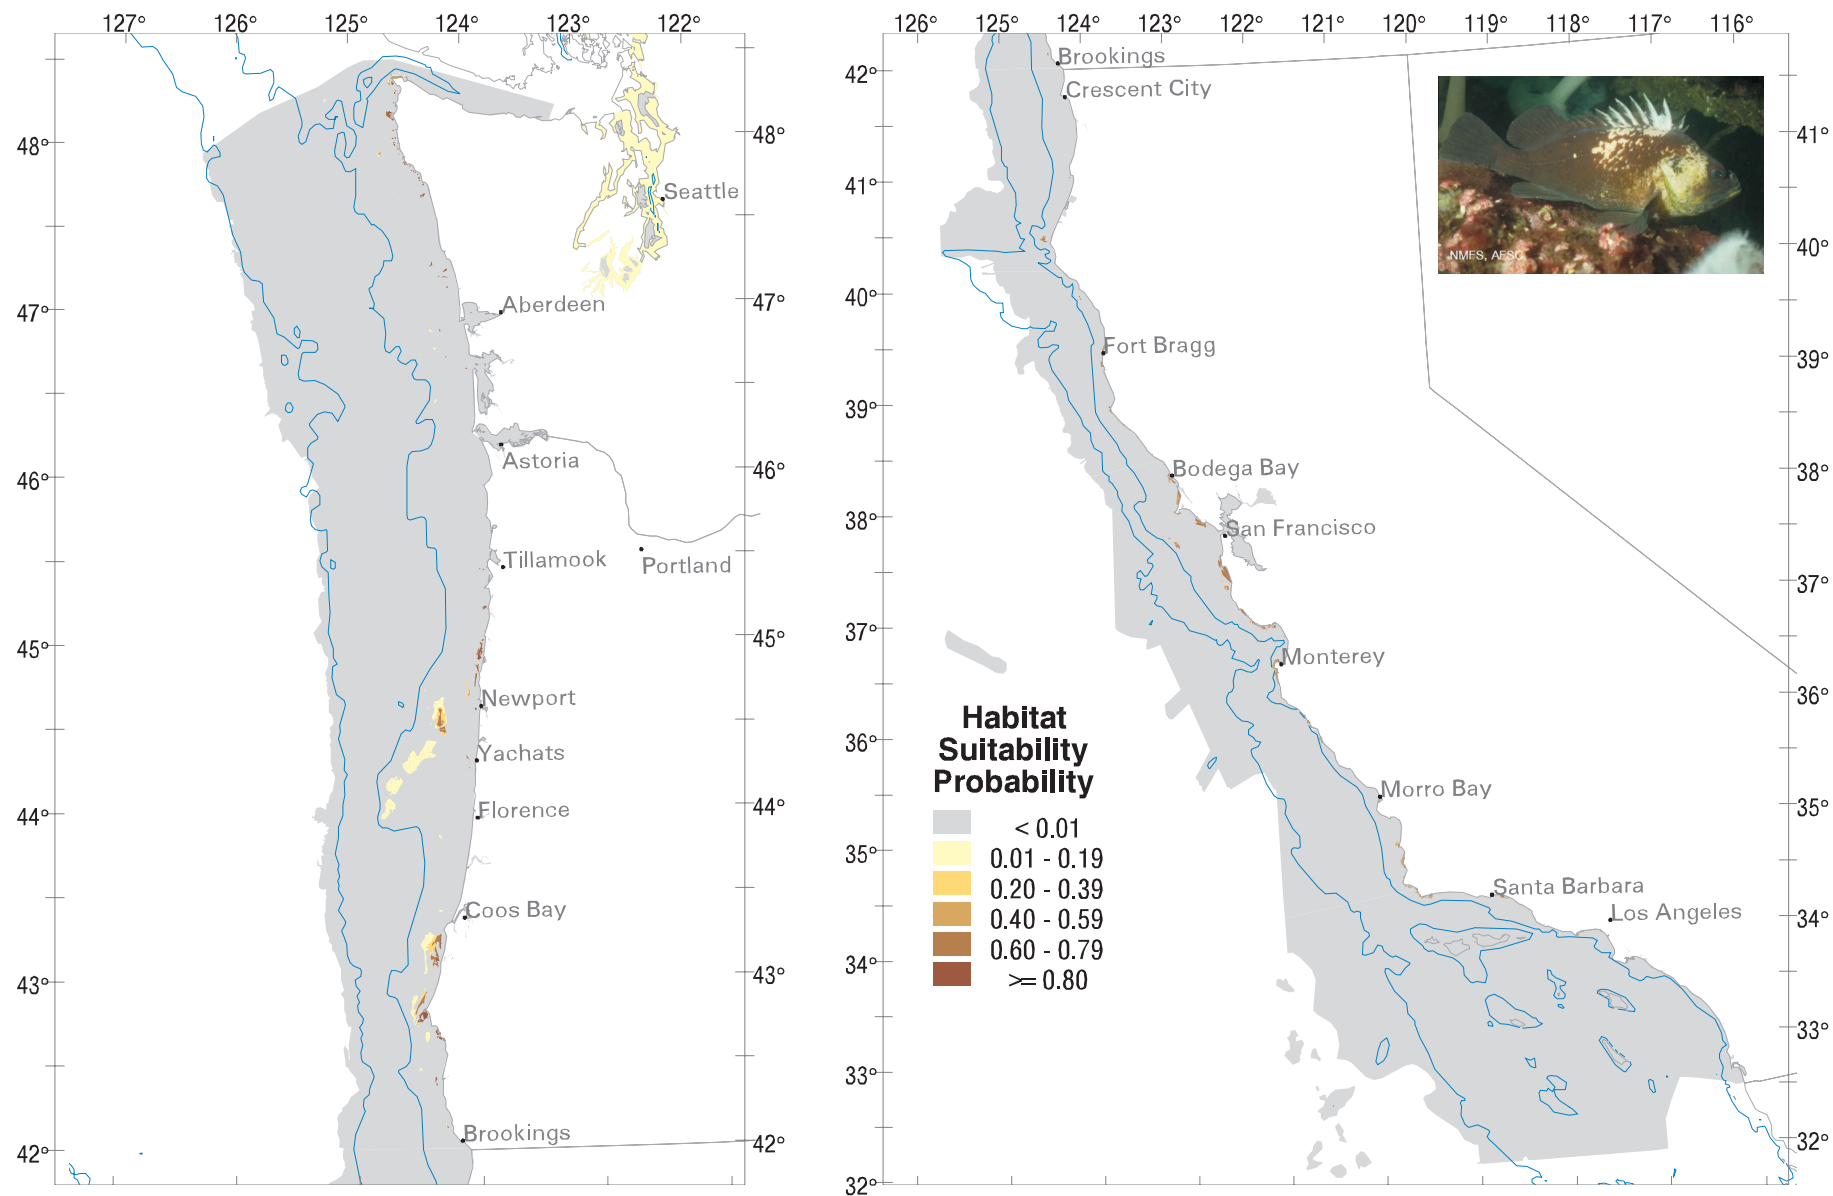 127° 126° 125° 124° 123° 122°
48° 48°
Seattle
47° 47°
Aberdeen
46° 46°
Astoria
Tillamook
Portland
45° 45°
Newport
Yachats
44° 44°
Florence
Coos Bay
43° 43°
Brookings
42° 42°
126° 125° 124° 123° 122° 121° 120° 119° 118° 117° 116°
Brookings
42°
Crescent City
41°
41°
40°
NMFS, AFSC
40°
Fort Bragg
39°
39°
Bodega Bay
38°
38°
San Francisco
37°
37°
Monterey
36°
36°
Morro Bay
35°
35°
Santa Barbara
Los Angeles
34°
34°
33°
33°
32°
32°
Habitat
Suitability
Probability
< 0.01
0.01 - 0.19
0.20 - 0.39
0.40 - 0.59
0.60 - 0.79
>= 0.80